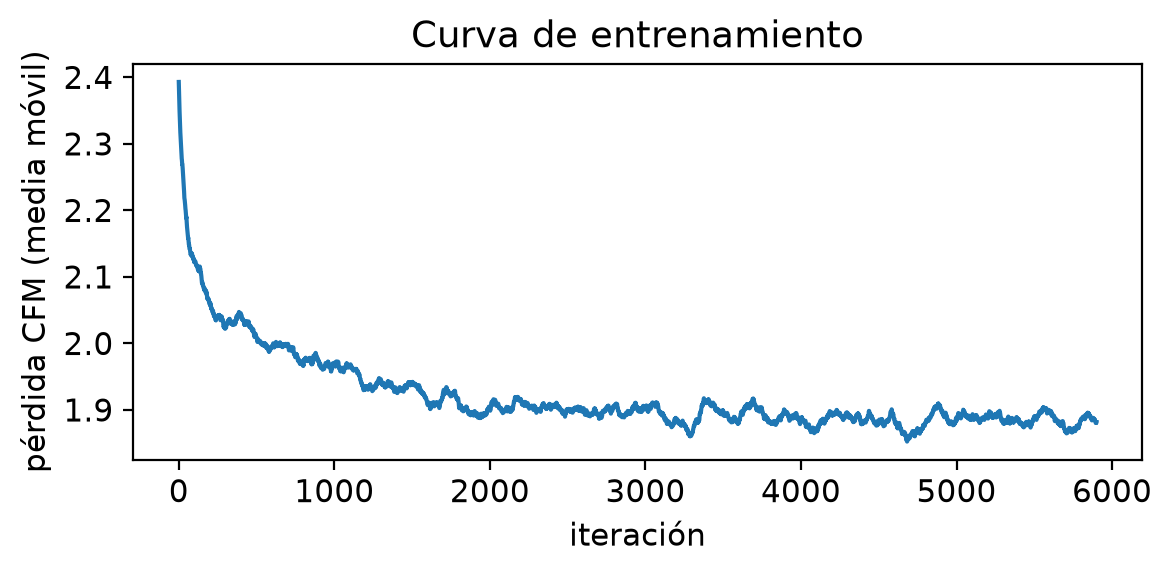 Curva de entrenamiento
pérdida CFM (media móvil)
2.4
2.3
2.2
2.1
2.0
1.9
0 1000 2000 3000 4000 5000 6000
iteración